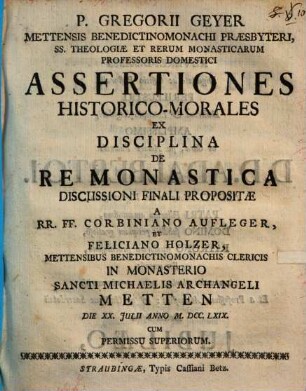 P. GREGORII GEYER
METTENSIS BENEDICTINOMONACHI PRÆSBYTERI,
SS. THEOLOGIÆ ET RERUM MONASTICARUM
PROFESSORIS DOMESTICI
ASSERTIONES
HISTORICO-MORALES
EX
DISCIPLINA
DE
RE MONASTICA
DISCUSSIONI FINALI PROPOSITÆ
A
RR. FF. CORBINIANO AUFLEGER,
ET
FELICIANO HOLZER,
METTENSIBUS BENEDICTINOMONACHIS CLERICIS
IN MONASTERIO
SANCTI MICHAELIS ARCHANGELI
METTEN
DIE XX. JULII ANNO M. DCC. LXIX.
CUM
PERMISSU SUPERIORUM.
STRAUBINGÆ, Typis Cassiani Betz.